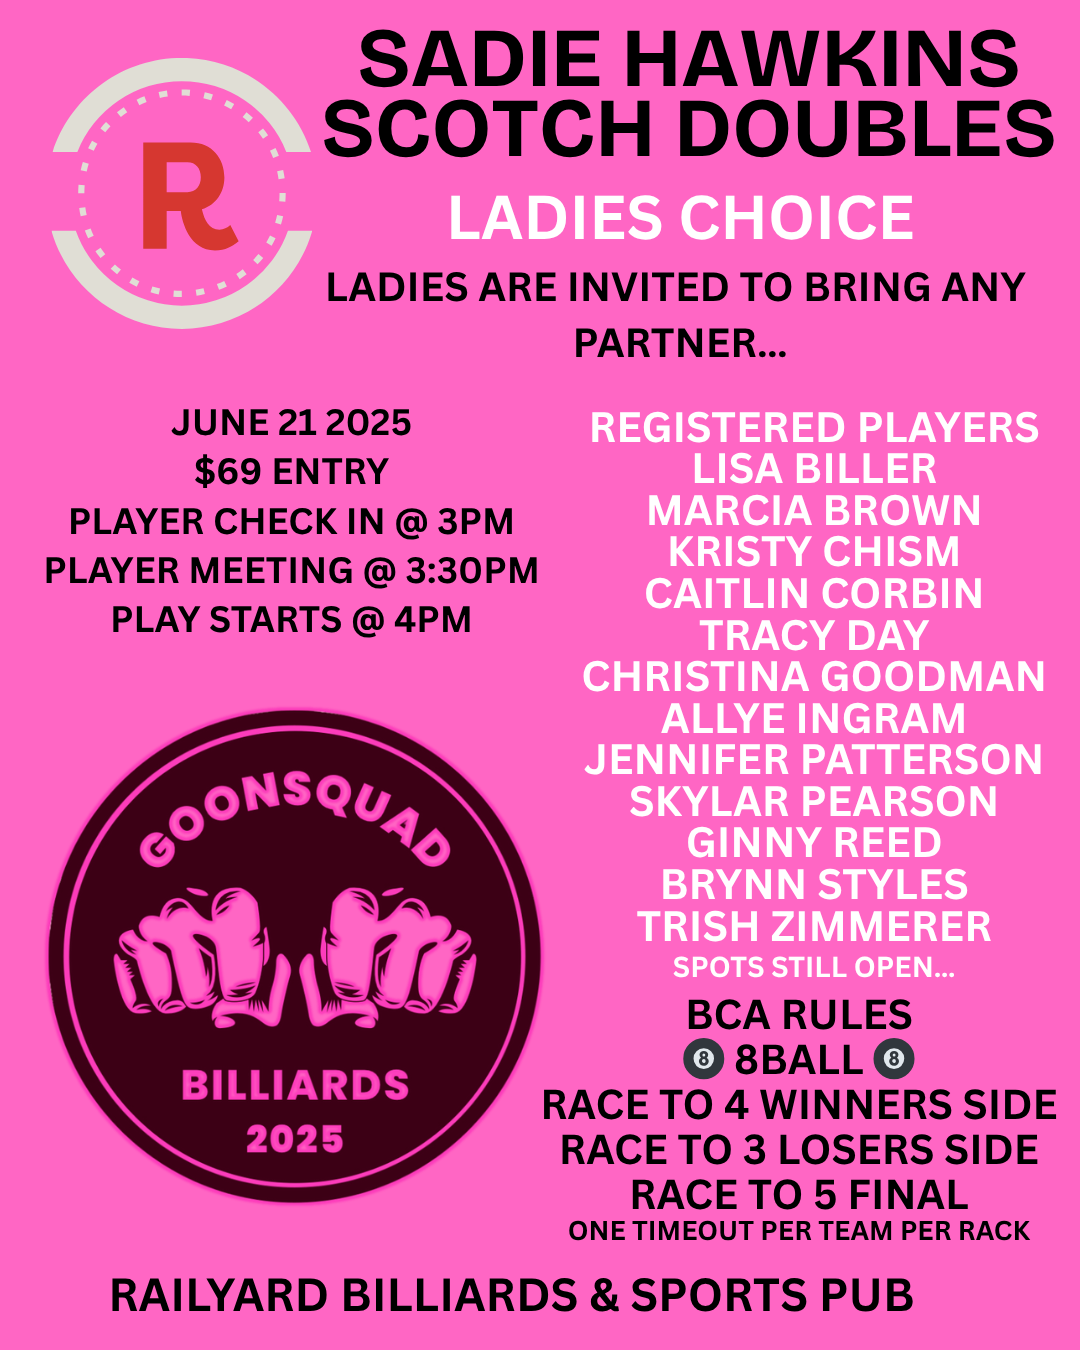 SADIE HAWKINS
SCOTCH DOUBLES
R
LADIES CHOICE
LADIES ARE INVITED TO BRING ANY
PARTNER...
JUNE 21 2025
$69 ENTRY
PLAYER CHECK IN @ 3PM
PLAYER MEETING @ 3:30PM
PLAY STARTS @ 4PM
REGISTERED PLAYERS
LISA BILLER
MARCIA BROWN
KRISTY CHISM
CAITLIN CORBIN
TRACY DAY
CHRISTINA GOODMAN
ALLYE INGRAM
JENNIFER PATTERSON
SKYLAR PEARSON
GINNY REED
BRYNN STYLES
TRISH ZIMMERER
SPOTS STILL OPEN...
GOONSQUAD
BILLIARDS
2025
BCA RULES
8 8BALL 8
RACE TO 4 WINNERS SIDE
RACE TO 3 LOSERS SIDE
RACE TO 5 FINAL
ONE TIMEOUT PER TEAM PER RACK
RAILYARD BILLIARDS & SPORTS PUB